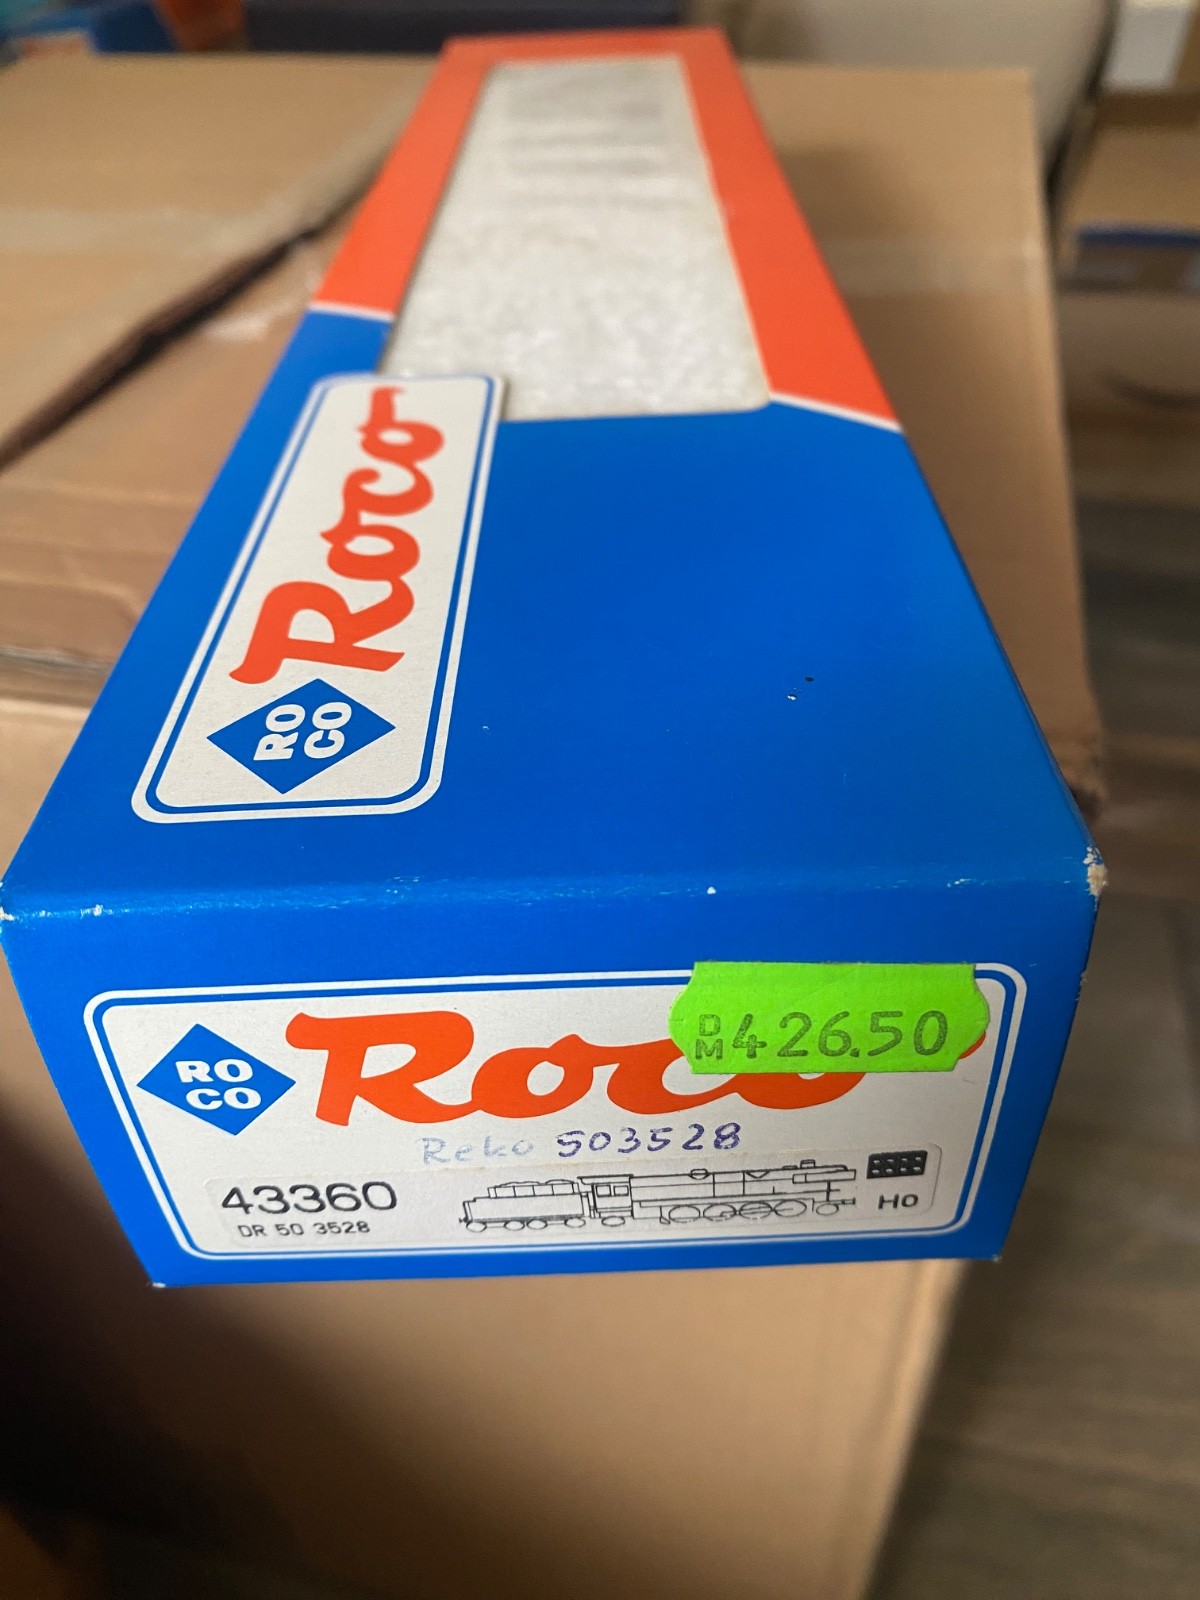 Roco
RO
CO
RO
CO
Roco
DM 426.50
Reko 503528
43360
DR 50 3528
H0